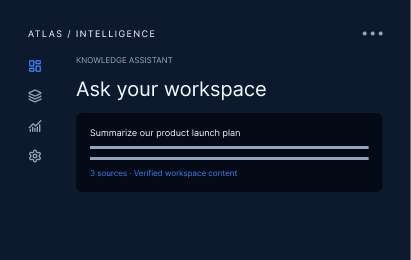 ATLAS / INTELLIGENCE
KNOWLEDGE ASSISTANT
Ask your workspace
Summarize our product launch plan
3 sources · Verified workspace content